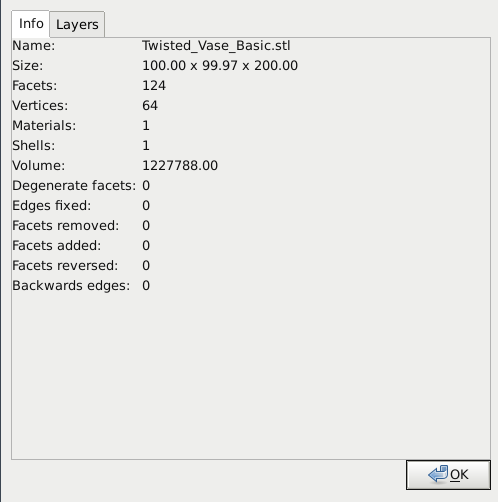 Info Layers
Name: Twisted_Vase_Basic.stl
Size: 100.00 x 99.97 x 200.00
Facets: 124
Vertices: 64
Materials: 1
Shells: 1
Volume: 1227788.00
Degenerate facets: 0
Edges fixed: 0
Facets removed: 0
Facets added: 0
Facets reversed: 0
Backwards edges: 0
OK